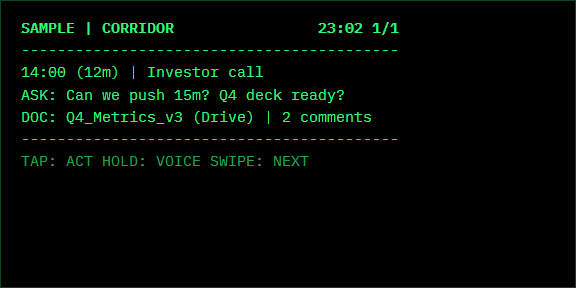 SAMPLE | CORRIDOR 23:02 1/1
------------------------------------------
14:00 (12m) | Investor call
ASK: Can we push 15m? Q4 deck ready?
DOC: Q4_Metrics_v3 (Drive) | 2 comments
------------------------------------------
TAP: ACT HOLD: VOICE SWIPE: NEXT